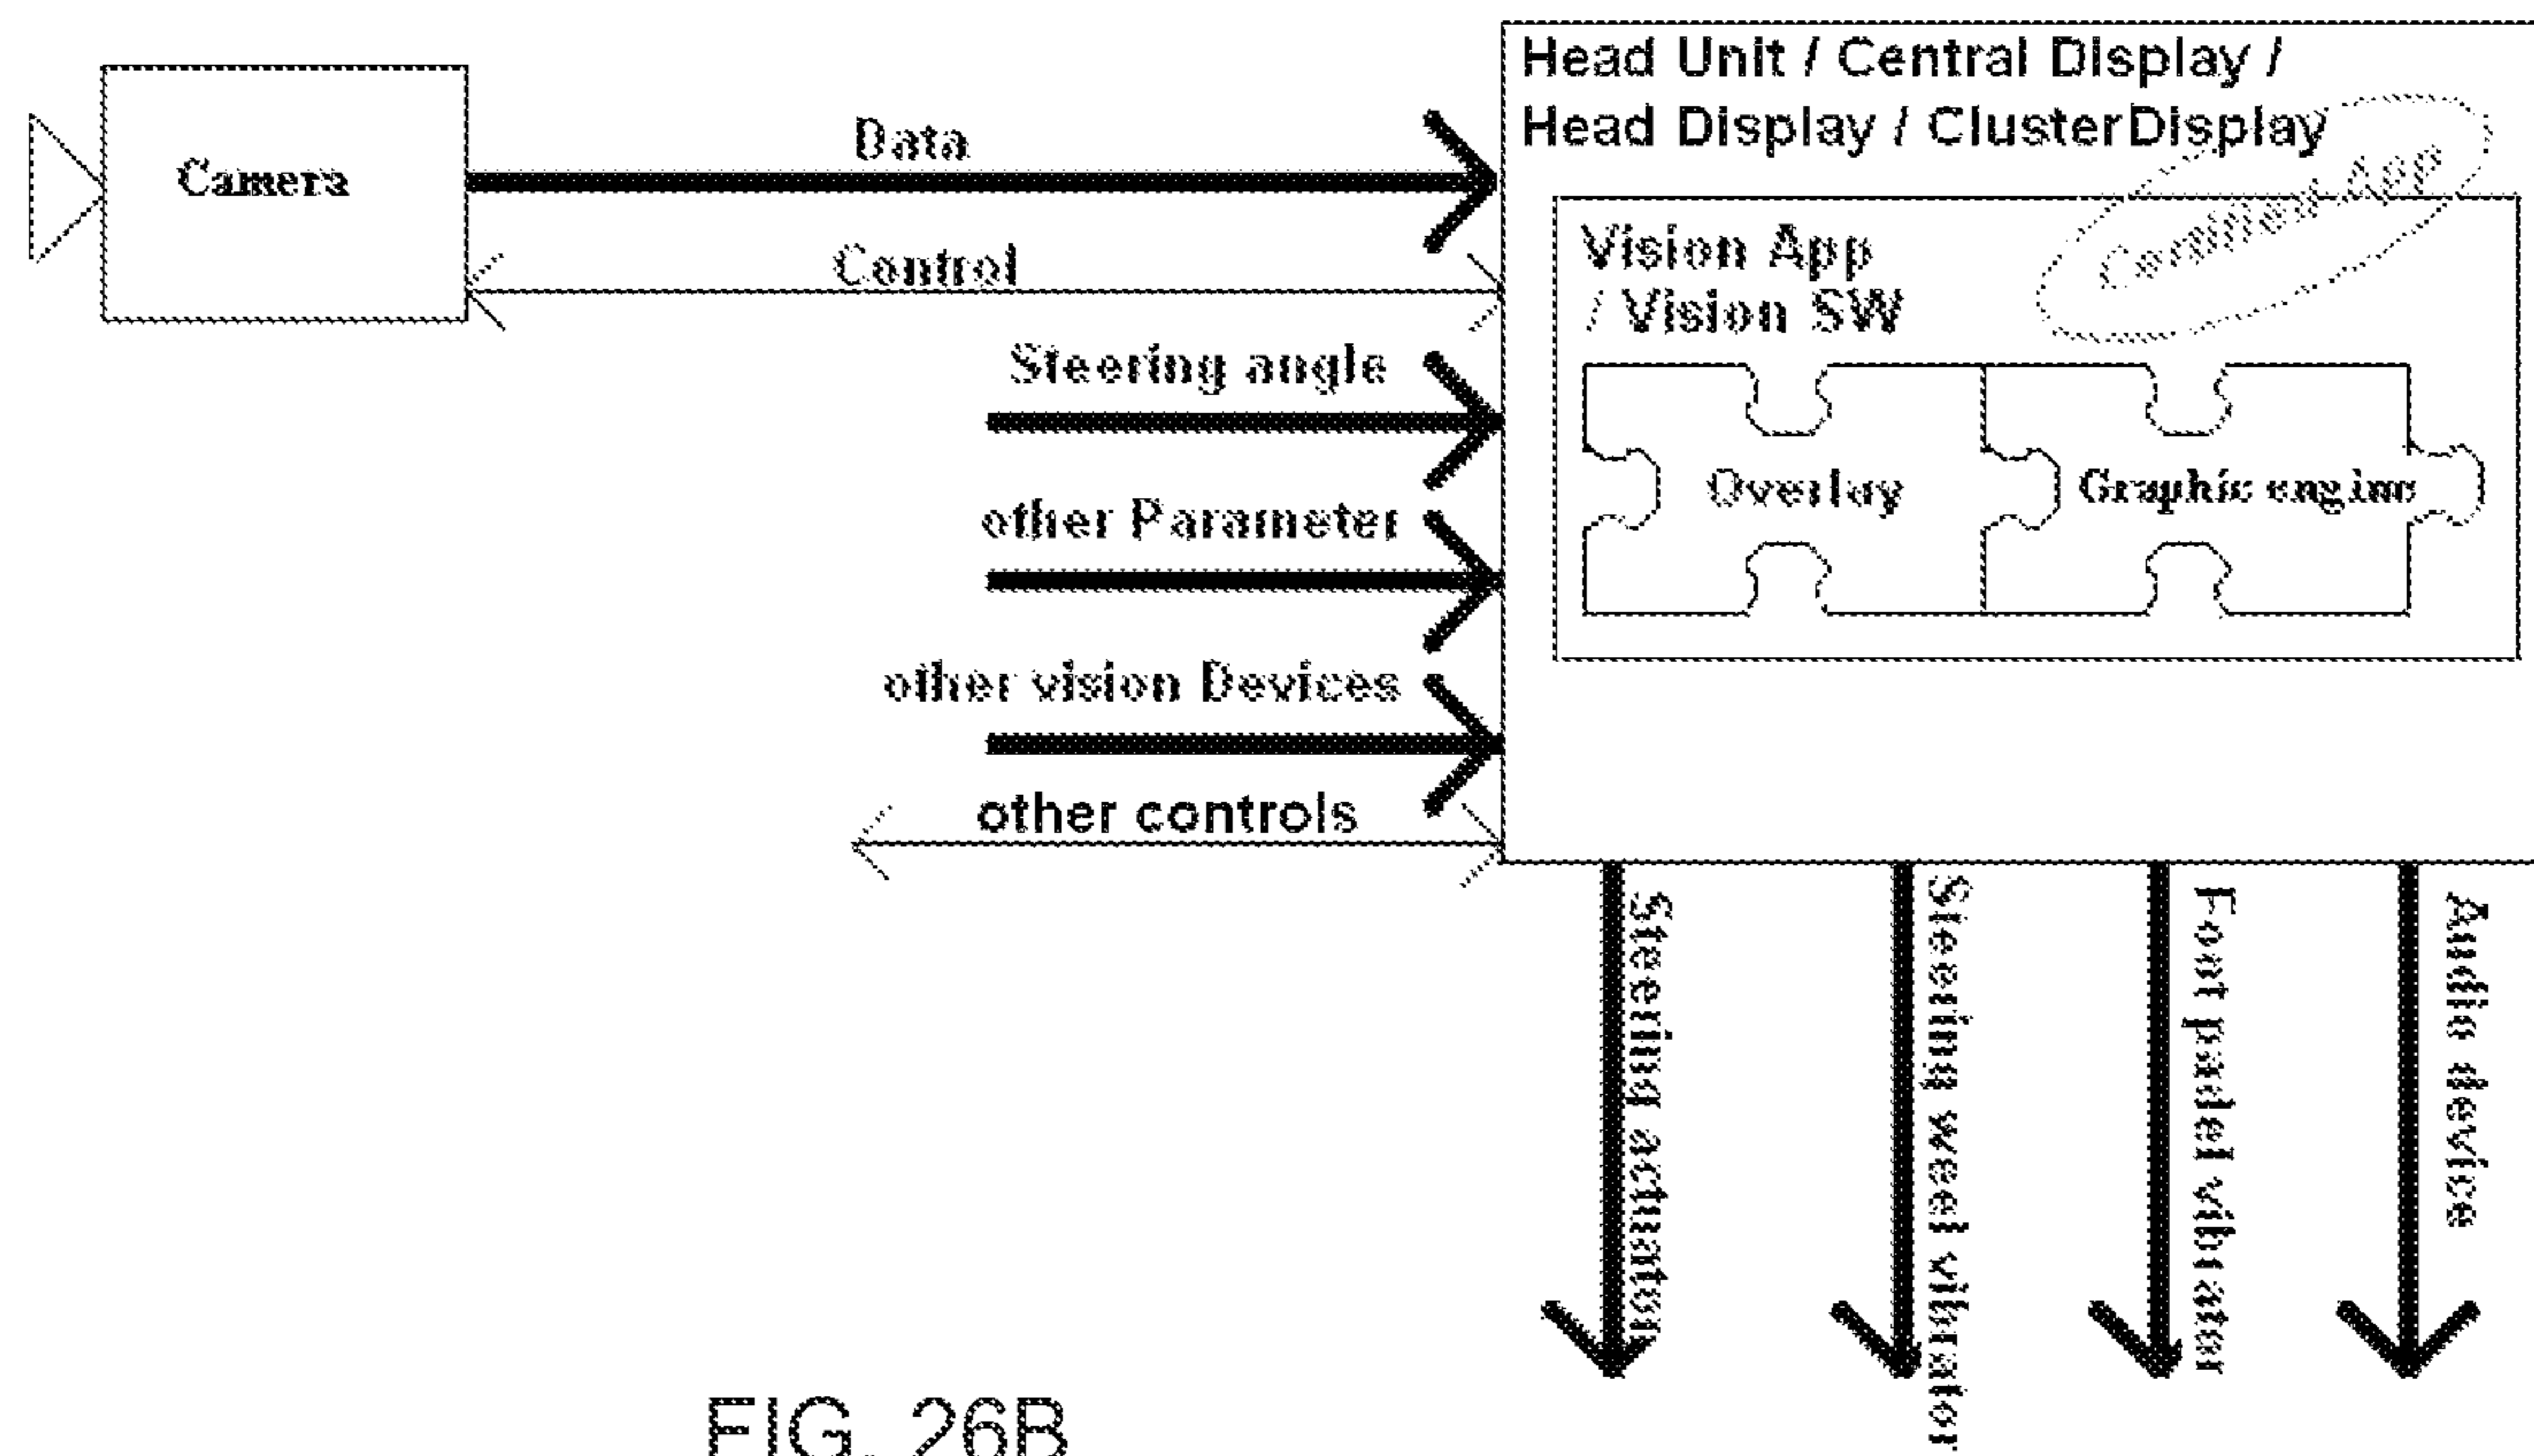 Head Unit / Central Display /
Head Display / ClusterDisplay
Camera
Data
Control
Certified App
Vision App
/ Vision SW
Steering angle
other Parameter
other vision Devices
other controls
Overlay
Graphic engine
Steering actuator
Steering weel vibrator
Foot padel vibrator
Audio device
FIG. 26B